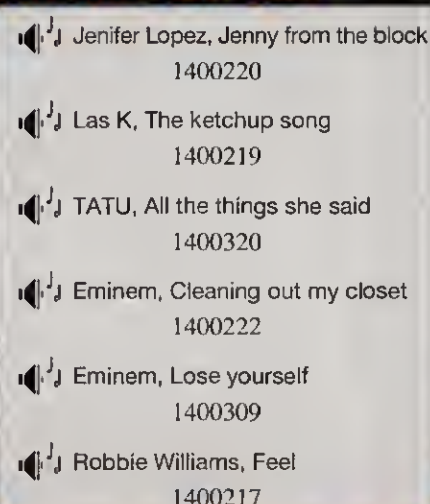 Jenifer Lopez, Jenny from the block
1400220
Las K, The ketchup song
1400219
TATU, All the things she said
1400320
Eminem, Cleaning out my closet
1400222
Eminem, Lose yourself
1400309
Robbie Williams, Feel
1400217